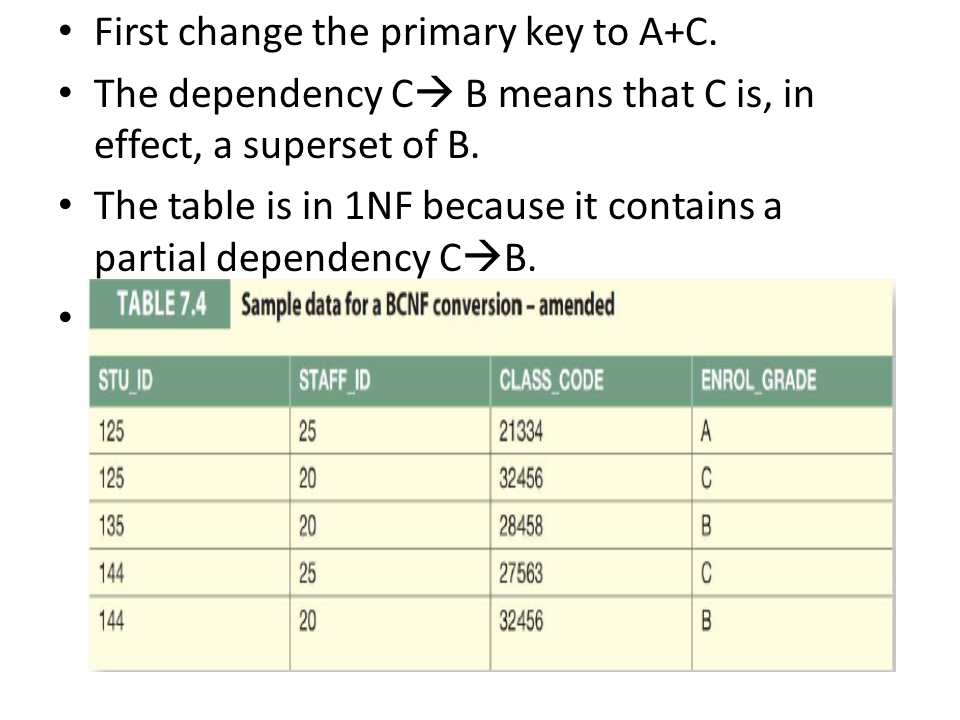 • First change the primary key to A+C.
• The dependency C→ B means that C is, in
effect, a superset of B.
• The table is in 1NF because it contains a
partial dependency C→B.
•
TABLE 7.4 Sample data for a BCNF conversion – amended
STU_ID STAFF_ID CLASS_CODE ENROL_GRADE
125 25 21334 A
125 20 32456 C
135 20 28458 B
144 25 27563 C
144 20 32456 B